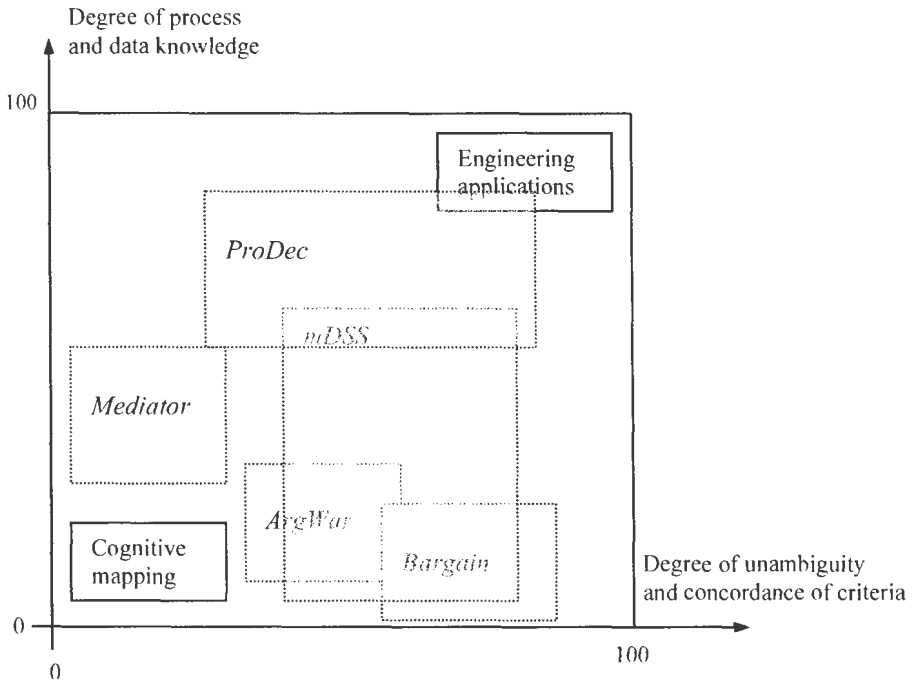 Degree of process
and data knowledge
100
Engineering
applications
ProDec
mDSS
Mediator
ArgWar
Cognitive
mapping
Bargain
Degree of unambiguity
and concordance of criteria
0
0
100